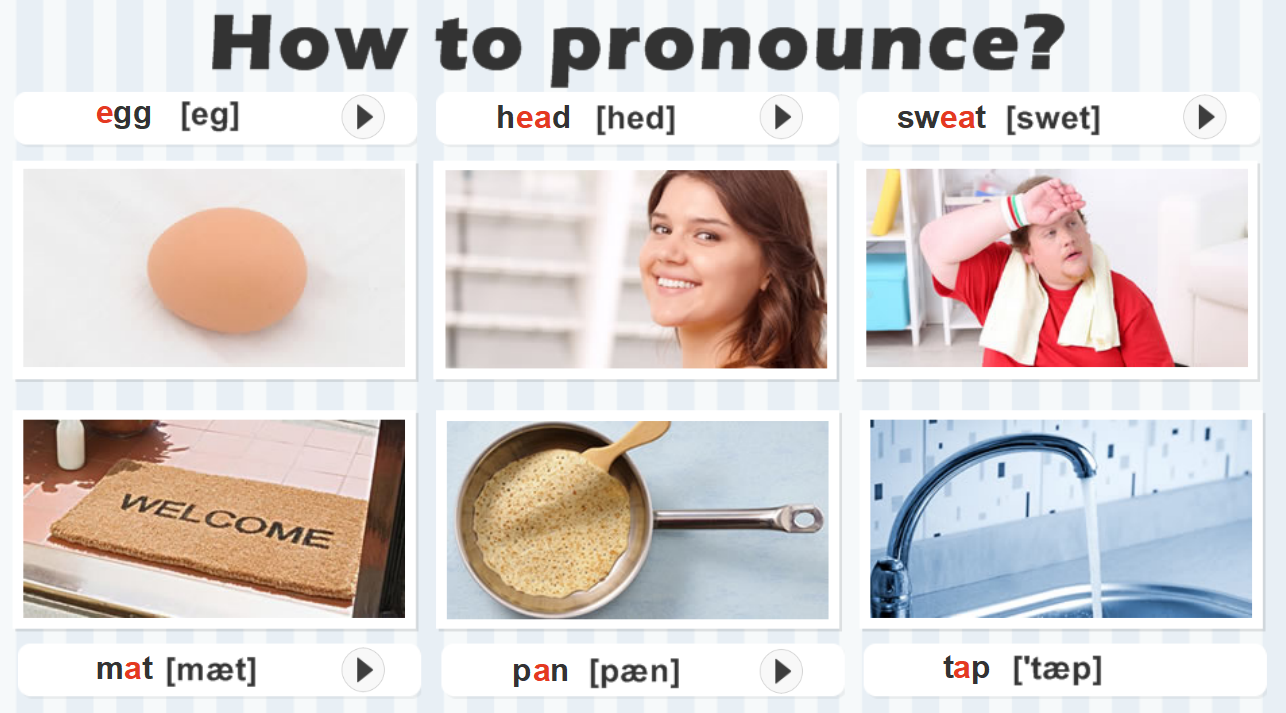 How to pronounce?
egg [eg]
head [hed]
sweat [swet]
WELCOME
mat [mæt]
pan [pæn]
tap ['tæp]